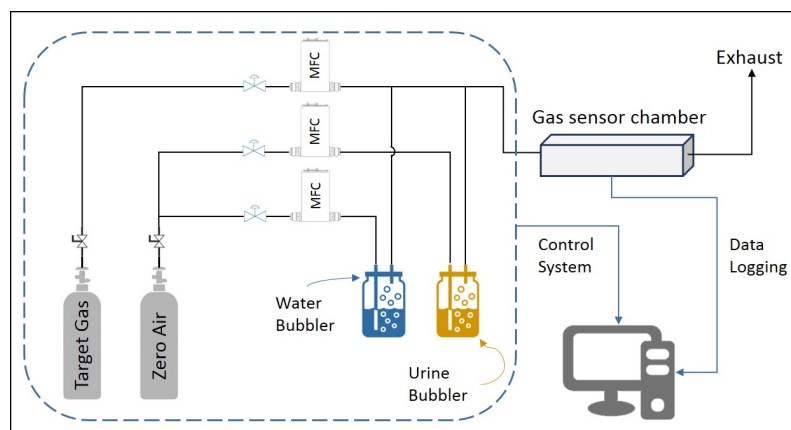 MFC
Exhaust
Gas sensor chamber
MFC
MFC
Control
System
Data
Logging
Water
Bubbler
Target Gas
Zero Air
Urine
Bubbler